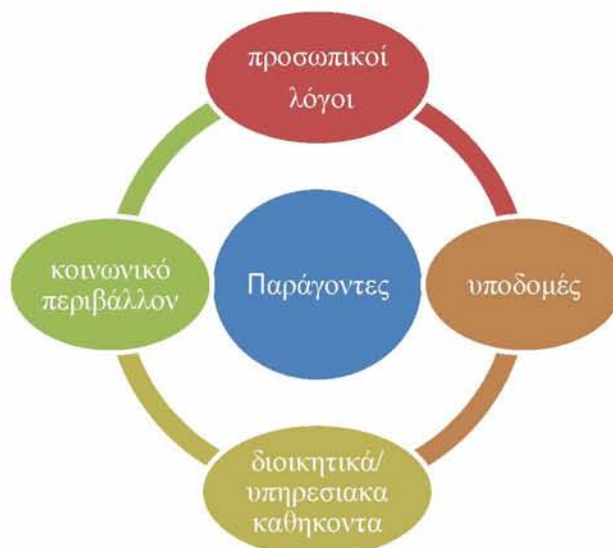 προσωπικοί
λόγοι
κοινωνικό
περιβάλλον
Παράγοντες
υποδομές
διοικητικά/
υπηρεσιακα
καθηκοντα